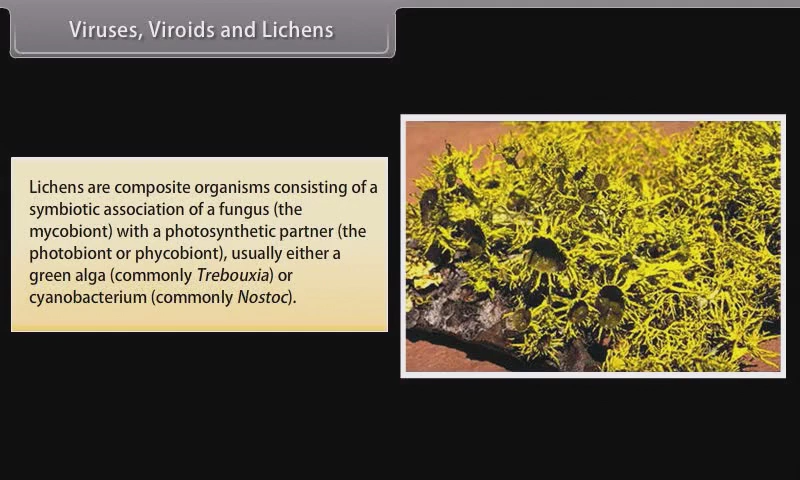 Viruses, Viroids and Lichens
Lichens are composite organisms consisting of a
symbiotic association of a fungus (the
mycobiont) with a photosynthetic partner (the
photobiont or phycobiont), usually either a
green alga (commonly Trebouxia) or
cyanobacterium (commonly Nostoc).